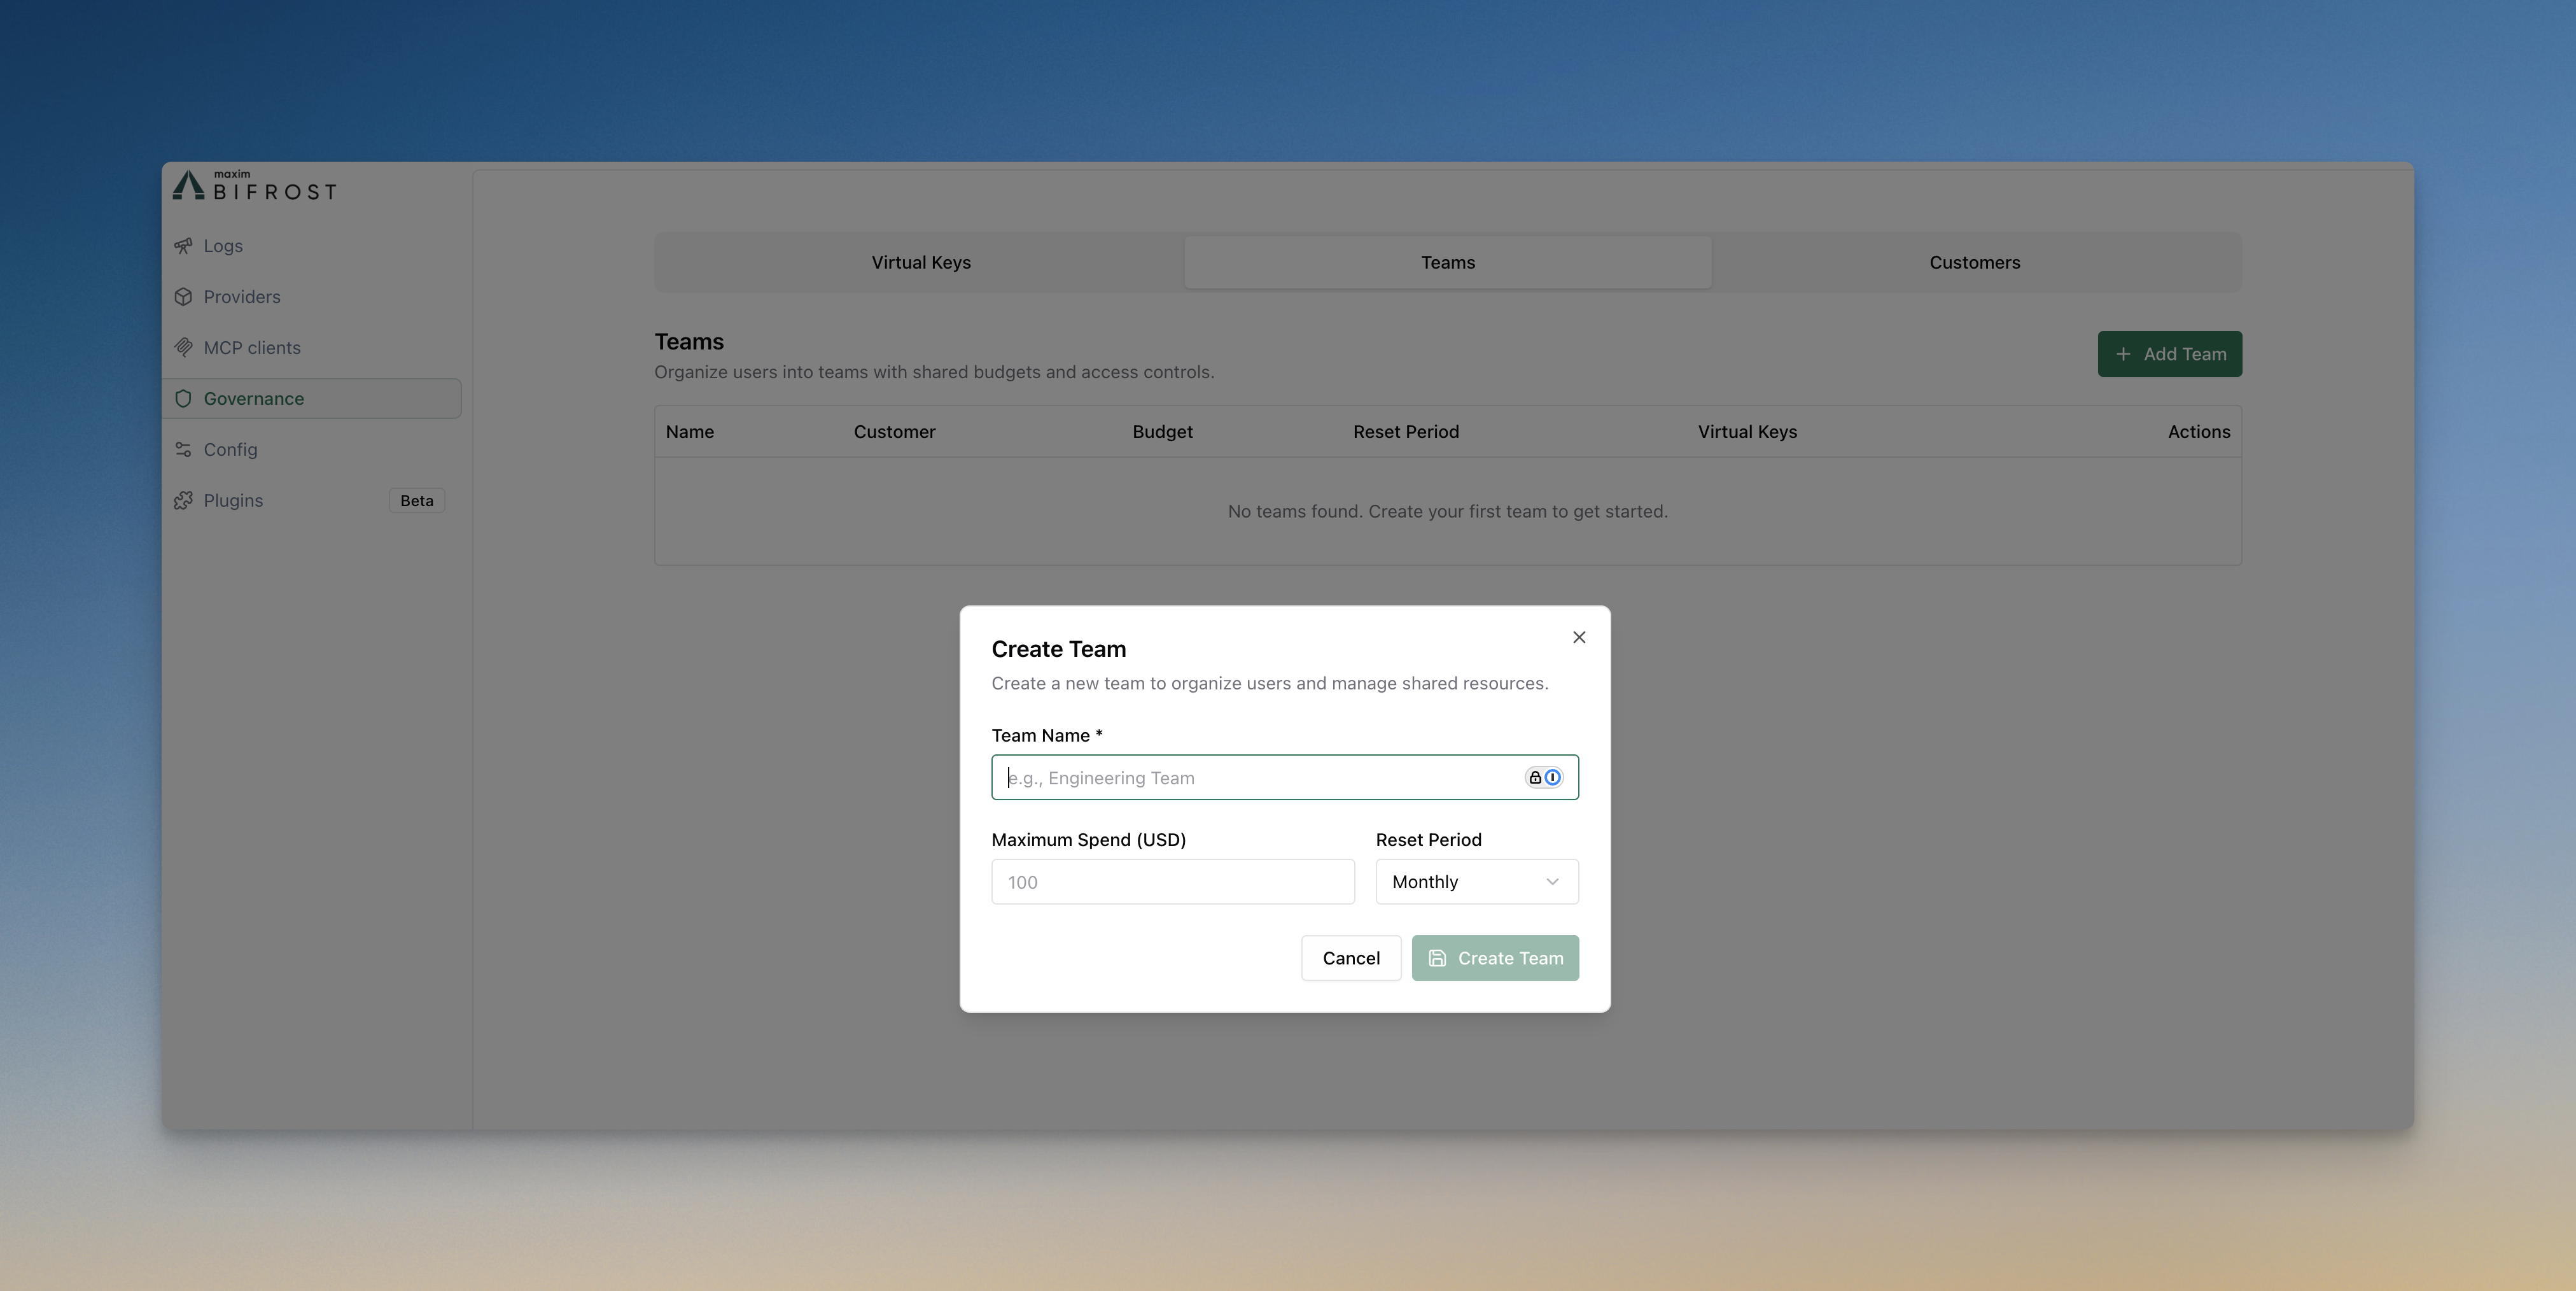 maxim
BIFROST
Logs
Providers
MCP clients
Governance
Config
Plugins Beta
Virtual Keys Teams Customers
Teams
Organize users into teams with shared budgets and access controls.
+ Add Team
Name Customer Budget Reset Period Virtual Keys Actions
No teams found. Create your first team to get started.
Create Team
Create a new team to organize users and manage shared resources.
Team Name *
e.g., Engineering Team
Maximum Spend (USD) Reset Period
100 Monthly
Cancel Create Team